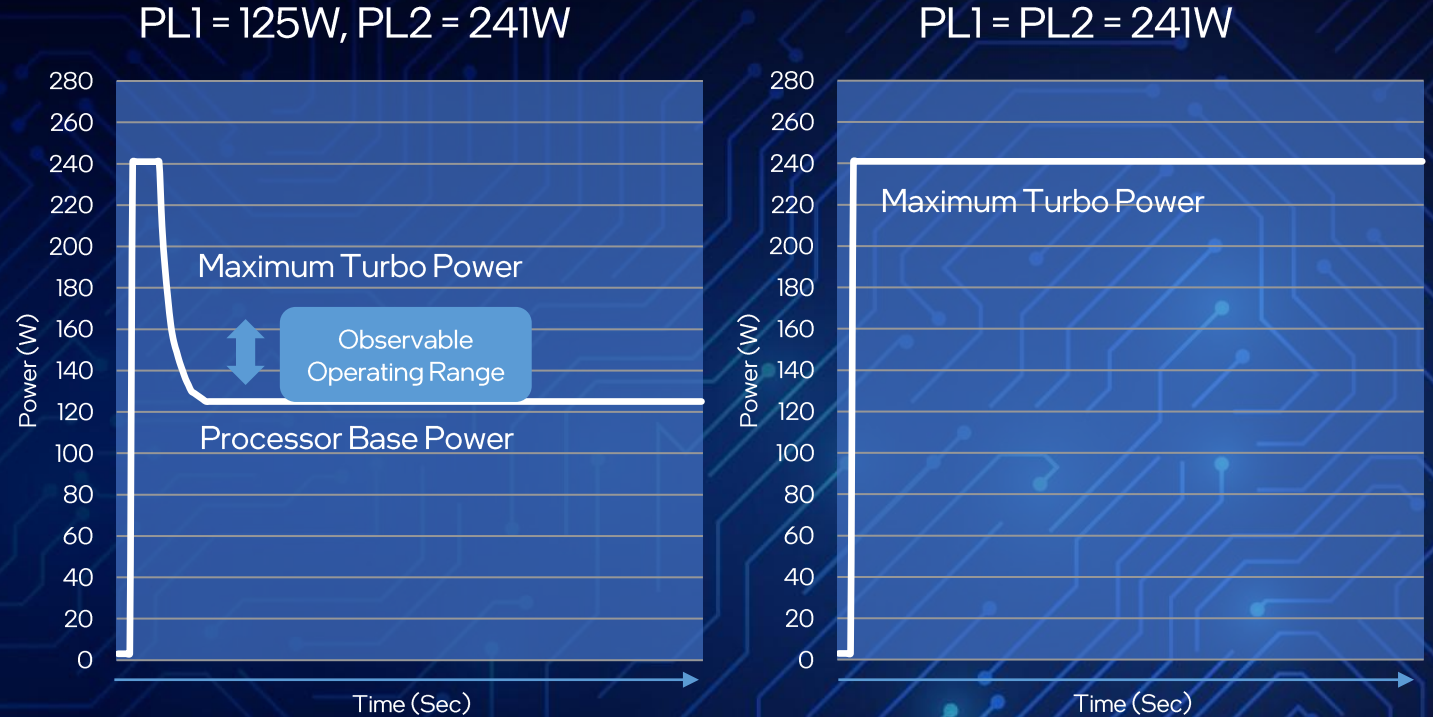 PL1 = 125W, PL2 = 241W
280
260
240
220
200
180
160
140
120
100
80
60
40
20
0
Power (W)
Maximum Turbo Power
Observable
Operating Range
Processor Base Power
Time (Sec)
PL1 = PL2 = 241W
280
260
240
220
200
180
160
140
120
100
80
60
40
20
0
Power (W)
Maximum Turbo Power
Time (Sec)